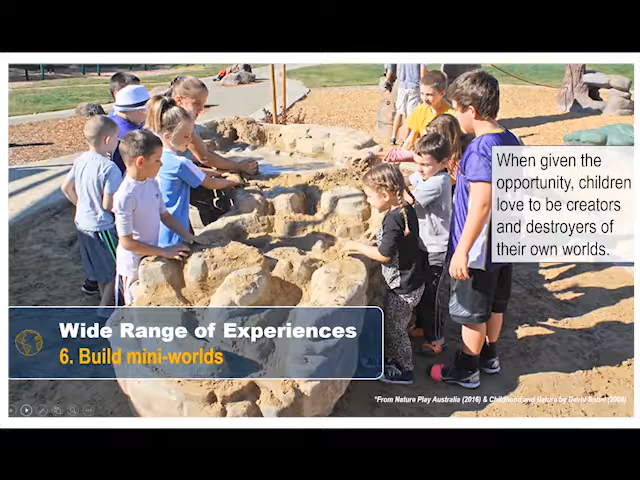 When given the
opportunity, children
love to be creators
and destroyers of
their own worlds.
Wide Range of Experiences
6. Build mini-worlds
*From Nature Play Australia (2016) & Childhood and Nature by David Sobel (2008)